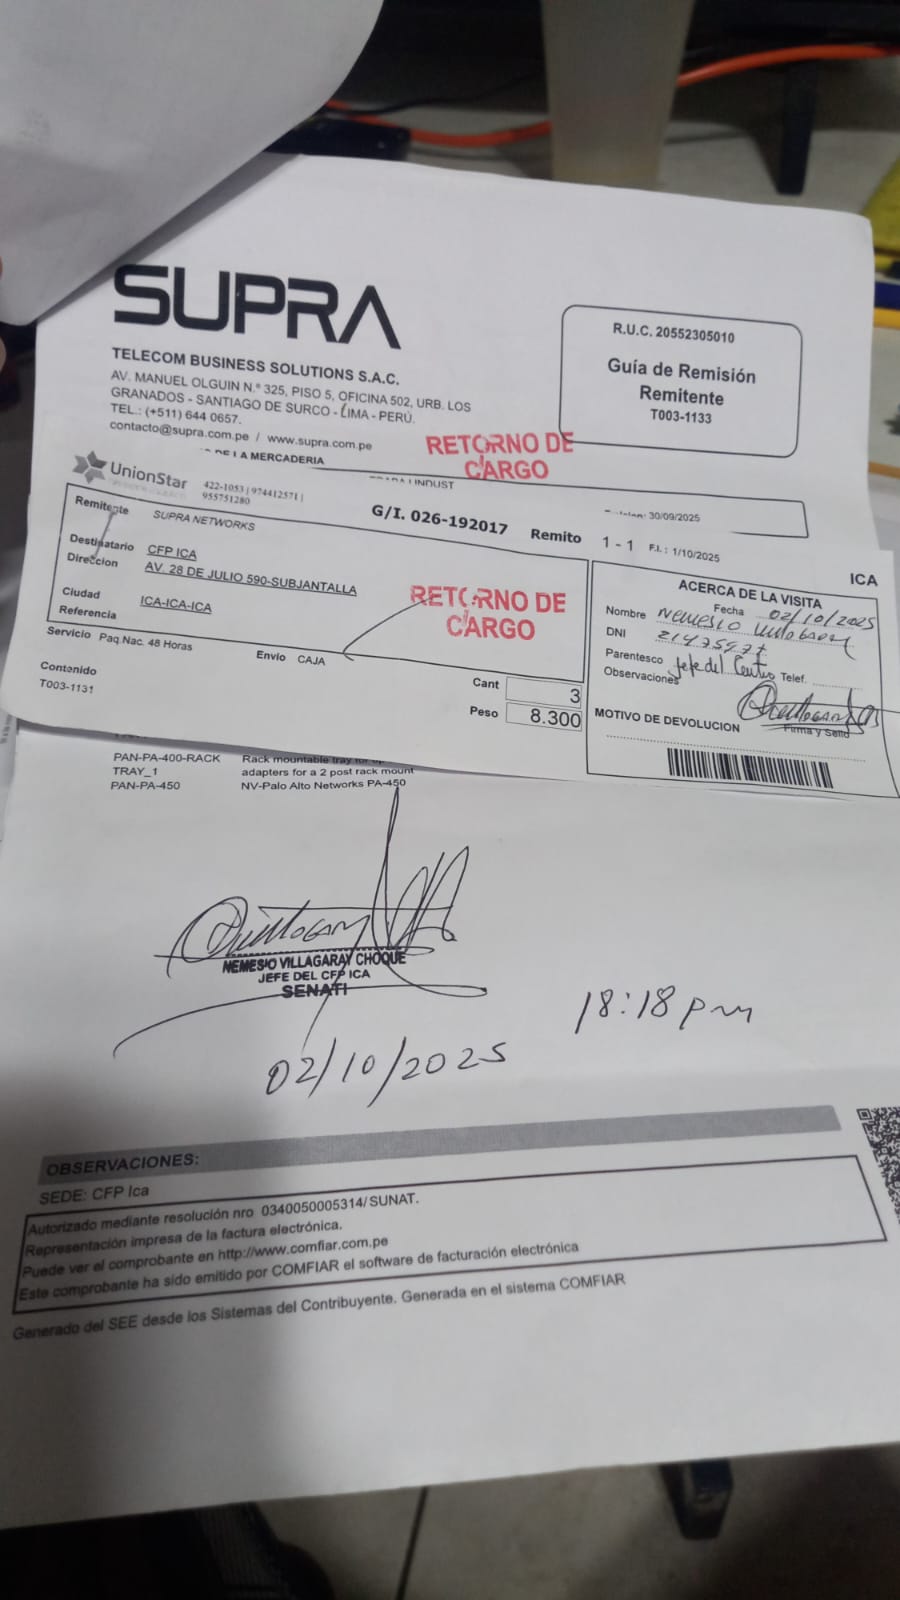 SUPRA
TELECOM BUSINESS SOLUTIONS S.A.C.
AV. MANUEL OLGUIN N.° 325, PISO 5, OFICINA 502, URB. LOS
GRANADOS - SANTIAGO DE SURCO - LIMA - PERÚ.
TEL.: (+511) 644 0657.
contacto@supra.com.pe / www.supra.com.pe
R.U.C. 20552305010
Guía de Remisión
Remitente
T003-1133
RETORNO DE
CARGO
DE LA MERCADERIA
UnionStar
422-1053 | 974412571 |
955751280
30/09/2025
G/I. 026-192017 Remito 1 - 1 F.I. : 1/10/2025
ICA
Remitente SUPRA NETWORKS
Destinatario CFP ICA
Direccion AV. 28 DE JULIO 590-SUBJANTALLA
Ciudad ICA-ICA-ICA
Referencia
RETORNO DE
CARGO
Servicio Paq.Nac. 48 Horas Envio CAJA
Contenido
T003-1131
Cant 3
Peso 8.300
ACERCA DE LA VISITA
Fecha 02/10/2025
Nombre Nemesio
DNI
Parentesco Jefe del Centro Telef.
Observaciones
Firma y Sello
MOTIVO DE DEVOLUCION
PAN-PA-400-RACK Rack mountable tray for
TRAY_1 adapters for a 2 post rack mount
PAN-PA-450 NV-Palo Alto Networks PA-450
NEMESIO VILLAGARAY CHOQUE
JEFE DEL CFP ICA
SENATI
18:18 pm
02/10/2025
OBSERVACIONES:
SEDE: CFP Ica
Autorizado mediante resolución nro 0340050005314/SUNAT.
Representación impresa de la factura electrónica.
Puede ver el comprobante en http://www.comfiar.com.pe
Este comprobante ha sido emitido por COMFIAR el software de facturación electrónica
Generado del SEE desde los Sistemas del Contribuyente. Generada en el sistema COMFIAR